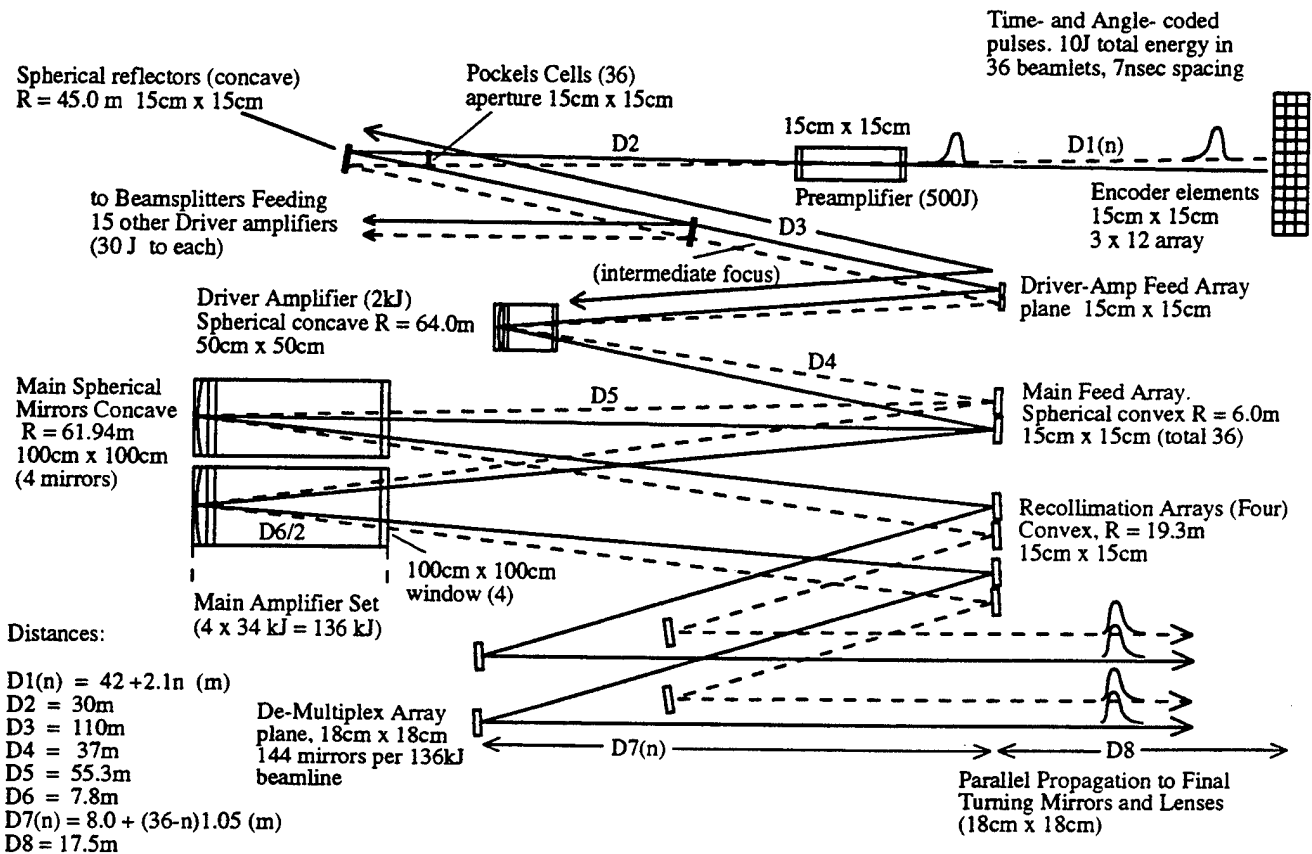 Time- and Angle- coded
pulses. 10J total energy in
36 beamlets, 7nsec spacing
Spherical reflectors (concave)
R = 45.0 m 15cm x 15cm
Pockels Cells (36)
aperture 15cm x 15cm
15cm x 15cm
D2
D1(n)
Preamplifier (500J)
Encoder elements
15cm x 15cm
3 x 12 array
to Beamsplitters Feeding
15 other Driver amplifiers
(30 J to each)
D3
(intermediate focus)
Driver-Amp Feed Array
plane 15cm x 15cm
Driver Amplifier (2kJ)
Spherical concave R = 64.0m
50cm x 50cm
D4
Main Spherical
Mirrors Concave
R = 61.94m
100cm x 100cm
(4 mirrors)
D5
Main Feed Array.
Spherical convex R = 6.0m
15cm x 15cm (total 36)
D6/2
Recollimation Arrays (Four)
Convex, R = 19.3m
15cm x 15cm
100cm x 100cm
window (4)
Main Amplifier Set
(4 x 34 kJ = 136 kJ)
Distances:
D1(n) = 42 +2.1n (m)
D2 = 30m
D3 = 110m
D4 = 37m
D5 = 55.3m
D6 = 7.8m
D7(n) = 8.0 + (36-n)1.05 (m)
D8 = 17.5m
De-Multiplex Array
plane, 18cm x 18cm
144 mirrors per 136kJ
beamline
D7(n)
D8
Parallel Propagation to Final
Turning Mirrors and Lenses
(18cm x 18cm)